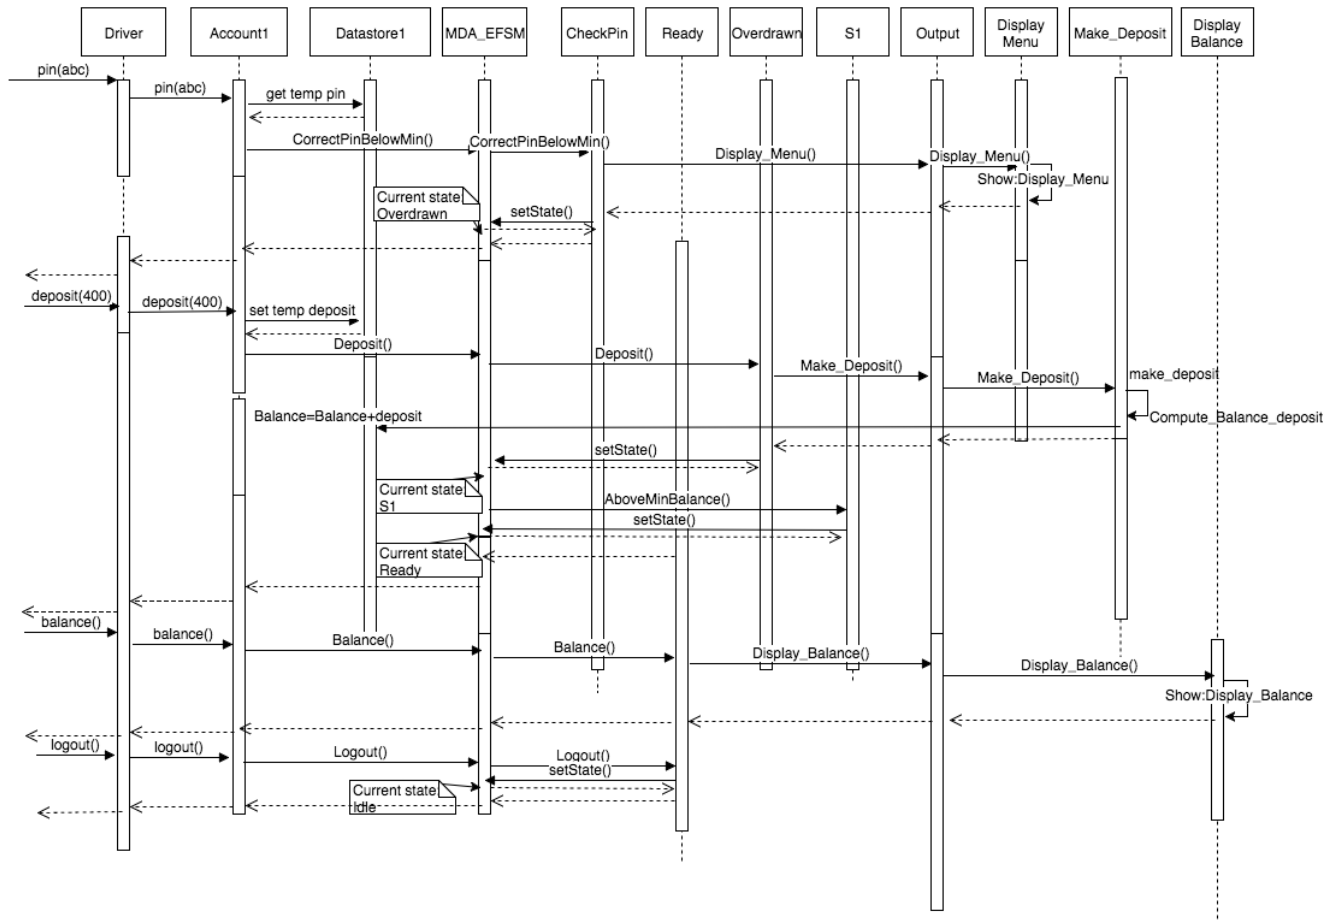 Driver
Account1
Datastore1
MDA_EFSM
CheckPin
Ready
Overdrawn
S1
Output
Display
Menu
Make_Deposit
Display
Balance
pin(abc)
pin(abc)
get temp pin
CorrectPinBelowMin()
CorrectPinBelowMin()
Display_Menu()
Display_Menu()
Show:Display_Menu
Current state:
Overdrawn
setState()
deposit(400)
deposit(400)
set temp deposit
Deposit()
Deposit()
Make_Deposit()
Make_Deposit()
make_deposit
Compute_Balance_deposit
Balance=Balance+deposit
setState()
Current state:
S1
AboveMinBalance()
setState()
Current state:
Ready
balance()
balance()
Balance()
Balance()
Display_Balance()
Display_Balance()
Show:Display_Balance
logout()
logout()
Logout()
Logout()
setState()
Current state:
Idle